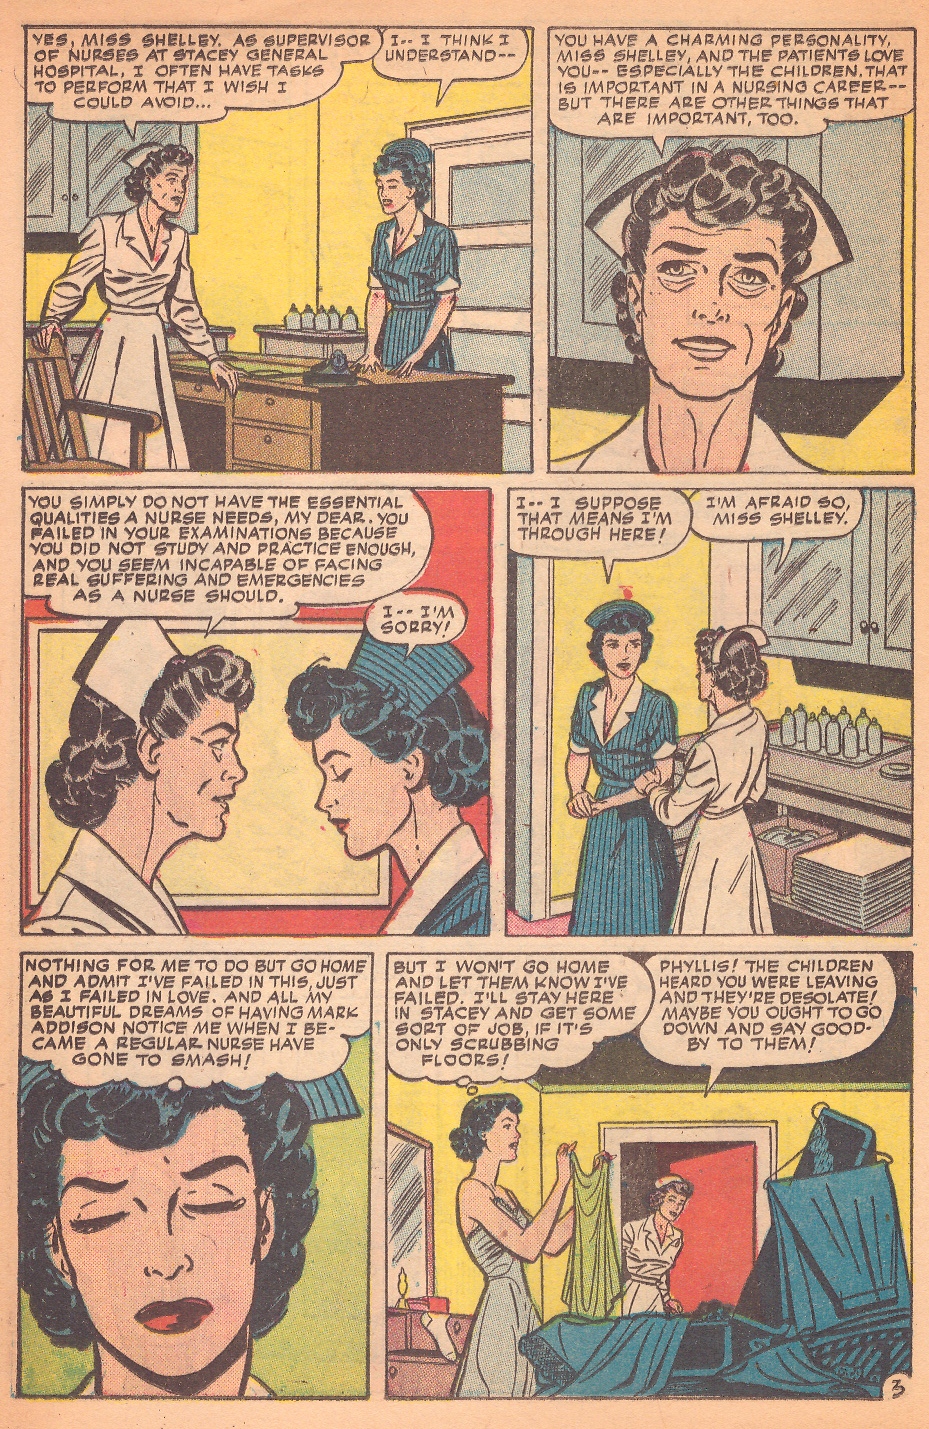 YES, MISS SHELLEY. AS SUPERVISOR
OF NURSES AT STACEY GENERAL
HOSPITAL, I OFTEN HAVE TASKS
TO PERFORM THAT I WISH I
COULD AVOID...
I-- I THINK I
UNDERSTAND--
YOU HAVE A CHARMING PERSONALITY,
MISS SHELLEY, AND THE PATIENTS LOVE
YOU-- ESPECIALLY THE CHILDREN. THAT
IS IMPORTANT IN A NURSING CAREER--
BUT THERE ARE OTHER THINGS THAT
ARE IMPORTANT, TOO.
YOU SIMPLY DO NOT HAVE THE ESSENTIAL
QUALITIES A NURSE NEEDS, MY DEAR. YOU
FAILED IN YOUR EXAMINATIONS BECAUSE
YOU DID NOT STUDY AND PRACTICE ENOUGH,
AND YOU SEEM INCAPABLE OF FACING
REAL SUFFERING AND EMERGENCIES
AS A NURSE SHOULD.
I-- I'M
SORRY!
I-- I SUPPOSE
THAT MEANS I'M
THROUGH HERE!
I'M AFRAID SO,
MISS SHELLEY.
NOTHING FOR ME TO DO BUT GO HOME
AND ADMIT I'VE FAILED IN THIS, JUST
AS I FAILED IN LOVE. AND ALL MY
BEAUTIFUL DREAMS OF HAVING MARK
ADDISON NOTICE ME WHEN I BE-
CAME A REGULAR NURSE HAVE
GONE TO SMASH!
BUT I WON'T GO HOME
AND LET THEM KNOW I'VE
FAILED. I'LL STAY HERE
IN STACEY AND GET SOME
SORT OF JOB, IF IT'S
ONLY SCRUBBING
FLOORS!
PHYLLIS! THE CHILDREN
HEARD YOU WERE LEAVING
AND THEY'RE DESOLATE!
MAYBE YOU OUGHT TO GO
DOWN AND SAY GOOD-
BY TO THEM!
3